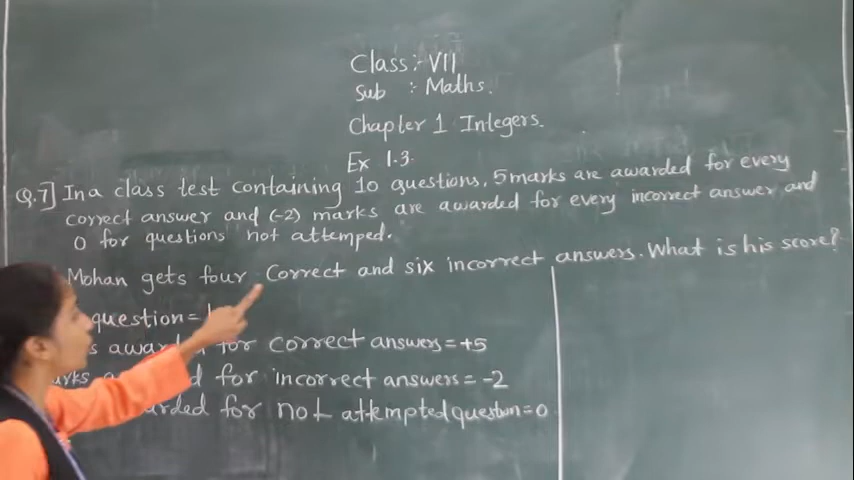 Class:- VII
Sub : Maths.
Chapter 1 Integers.
Ex 1.3.
Q.7] In a class test containing 10 questions, 5 marks are awarded for every
correct answer and (-2) marks are awarded for every incorrect answer and
0 for questions not attemped.
Mohan gets four Correct and six incorrect answers. What is his score?
question=
for correct answers=+5
for incorrect answers=-2
for not attempted question=0